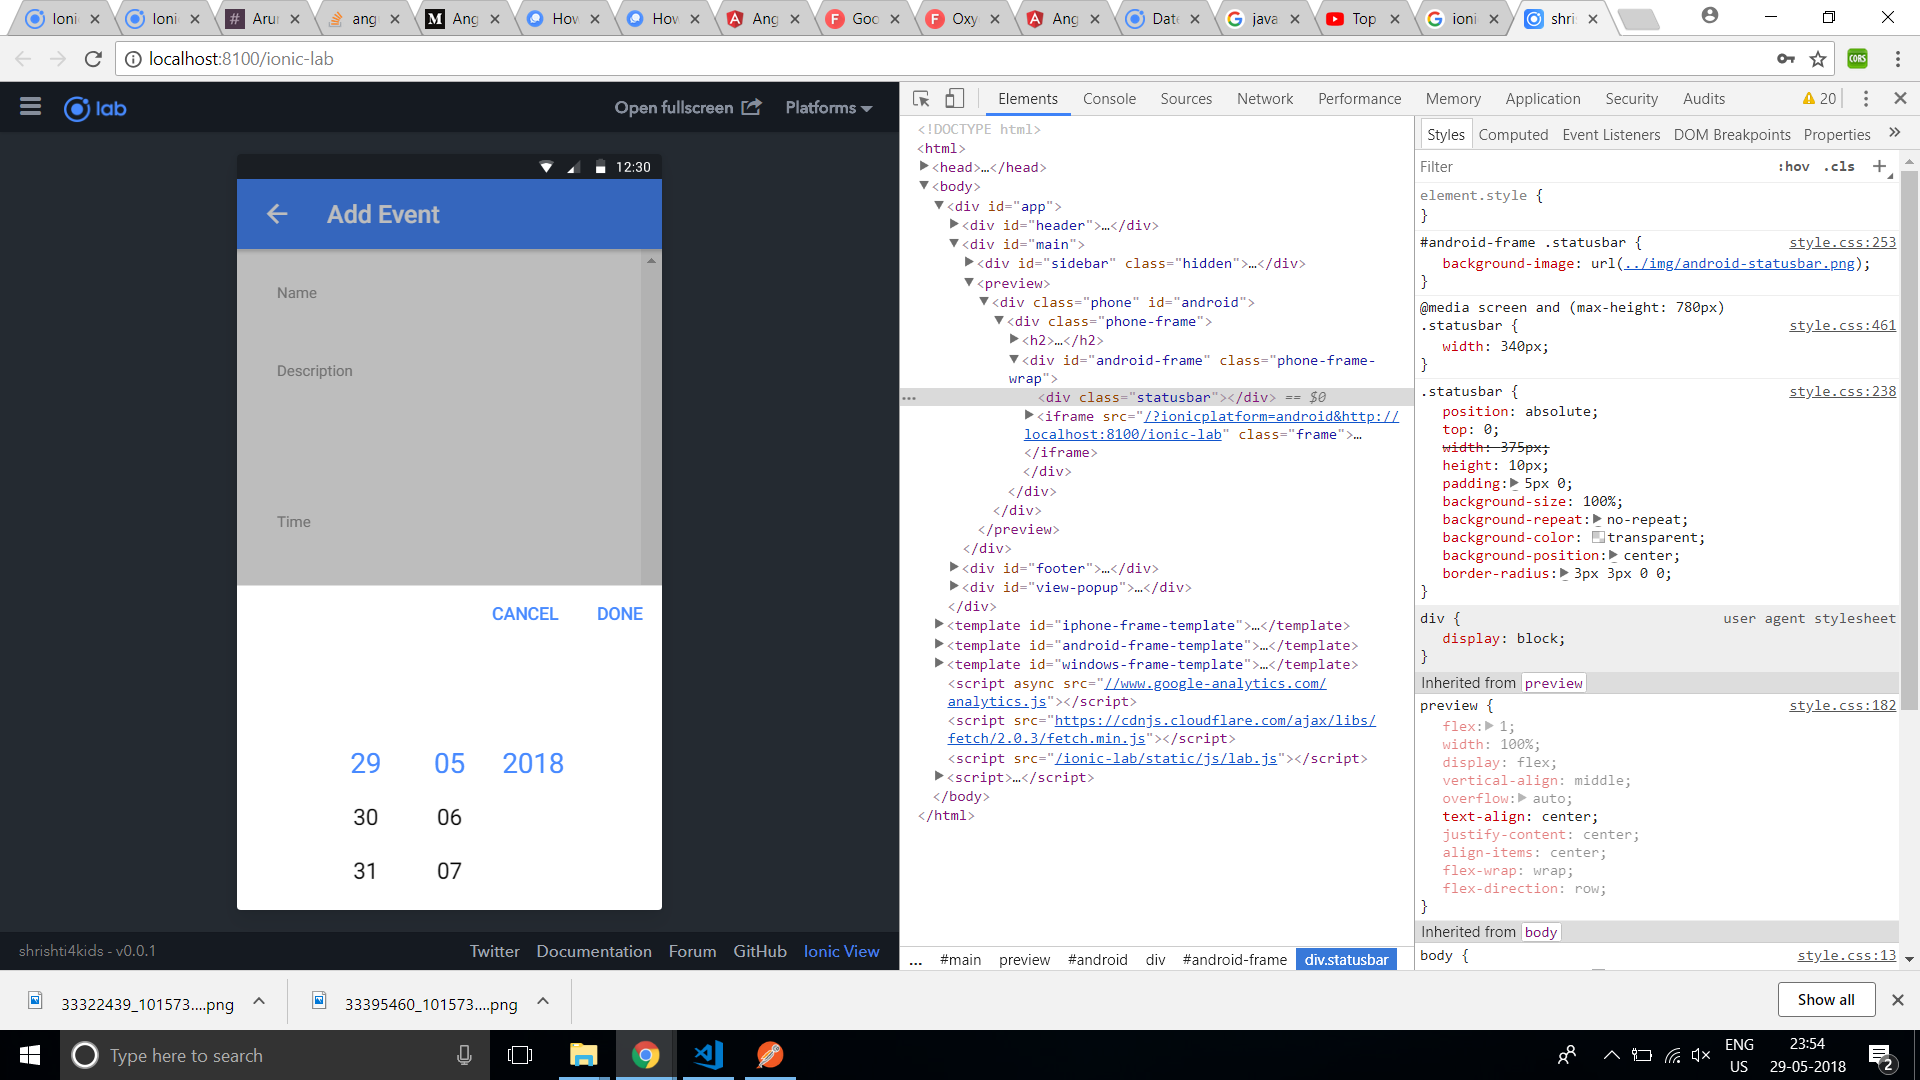 Ionic
Ionic
Arun
angu
Ang
How
How
Ang
Goo
Oxy
Ang
Date
java
Top
ioni
shris
localhost:8100/ionic-lab
CORS
lab
Open fullscreen
Platforms
12:30
Add Event
Name
Description
Time
CANCEL DONE
29 05 2018
30 06
31 07
shrishti4kids - v0.0.1
Twitter Documentation Forum GitHub Ionic View
Elements Console Sources Network Performance Memory Application Security Audits 20
<!DOCTYPE html>
<html>
<head>…</head>
<body>
<div id="app">
<div id="header">…</div>
<div id="main">
<div id="sidebar" class="hidden">…</div>
<preview>
<div class="phone" id="android">
<div class="phone-frame">
<h2>…</h2>
<div id="android-frame" class="phone-frame-
wrap">
<div class="statusbar"></div> == $0
<iframe src="/?ionicplatform=android&http://
localhost:8100/ionic-lab" class="frame">…
</iframe>
</div>
</div>
</div>
</preview>
</div>
<div id="footer">…</div>
<div id="view-popup">…</div>
</div>
<template id="iphone-frame-template">…</template>
<template id="android-frame-template">…</template>
<template id="windows-frame-template">…</template>
<script async src="//www.google-analytics.com/
analytics.js"></script>
<script src="https://cdnjs.cloudflare.com/ajax/libs/
fetch/2.0.3/fetch.min.js"></script>
<script src="/ionic-lab/static/js/lab.js"></script>
<script>…</script>
</body>
</html>
... #main preview #android div #android-frame div.statusbar
Styles Computed Event Listeners DOM Breakpoints Properties »
Filter :hov .cls +
element.style {
}
#android-frame .statusbar { style.css:253
background-image: url(../img/android-statusbar.png);
}
@media screen and (max-height: 780px)
.statusbar { style.css:461
width: 340px;
}
.statusbar { style.css:238
position: absolute;
top: 0;
width: 375px;
height: 10px;
padding: 5px 0;
background-size: 100%;
background-repeat: no-repeat;
background-color: transparent;
background-position: center;
border-radius: 3px 3px 0 0;
}
div { user agent stylesheet
display: block;
}
Inherited from preview
preview { style.css:182
flex: 1;
width: 100%;
display: flex;
vertical-align: middle;
overflow: auto;
text-align: center;
justify-content: center;
align-items: center;
flex-wrap: wrap;
flex-direction: row;
}
Inherited from body
body { style.css:13
33322439_101573....png
33395460_101573....png
Show all
Type here to search
ENG
US
23:54
29-05-2018
2